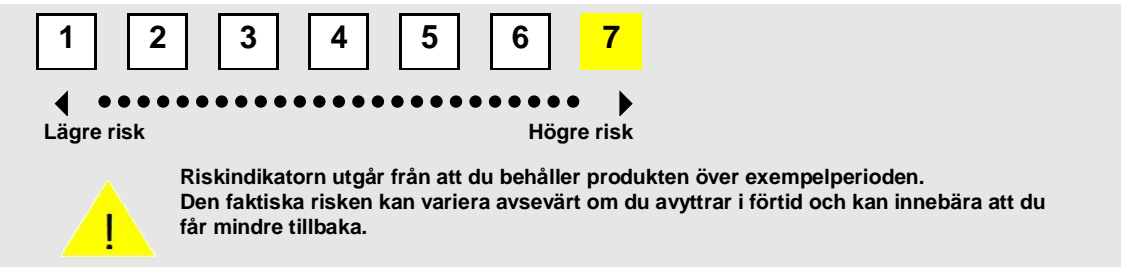 1 2 3 4 5 6 7
Lägre risk Högre risk
Riskindikatorn utgår från att du behåller produkten över exempelperioden.
Den faktiska risken kan variera avsevärt om du avyttrar i förtid och kan innebära att du
får mindre tillbaka.
!